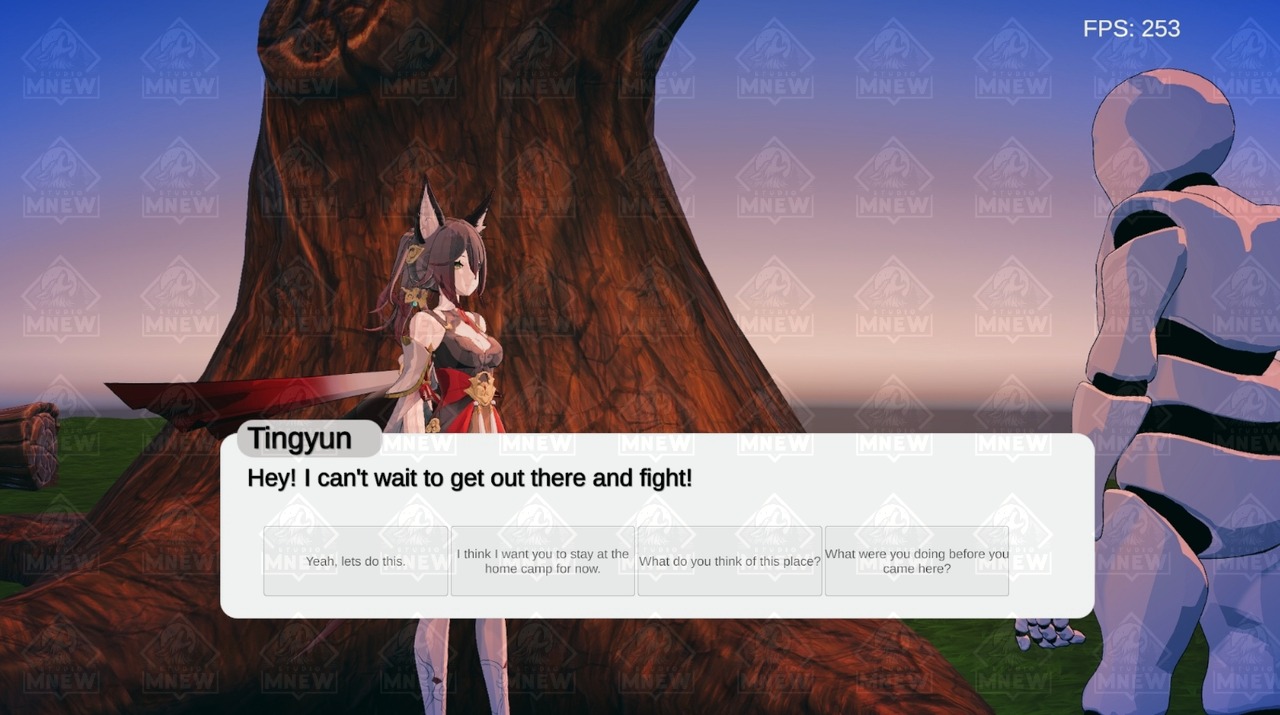 FPS: 253
Tingyun
Hey! I can't wait to get out there and fight!
Yeah, lets do this.
I think I want you to stay at the
home camp for now.
What do you think of this place?
What were you doing before you
came here?
STUDIO
MNEW